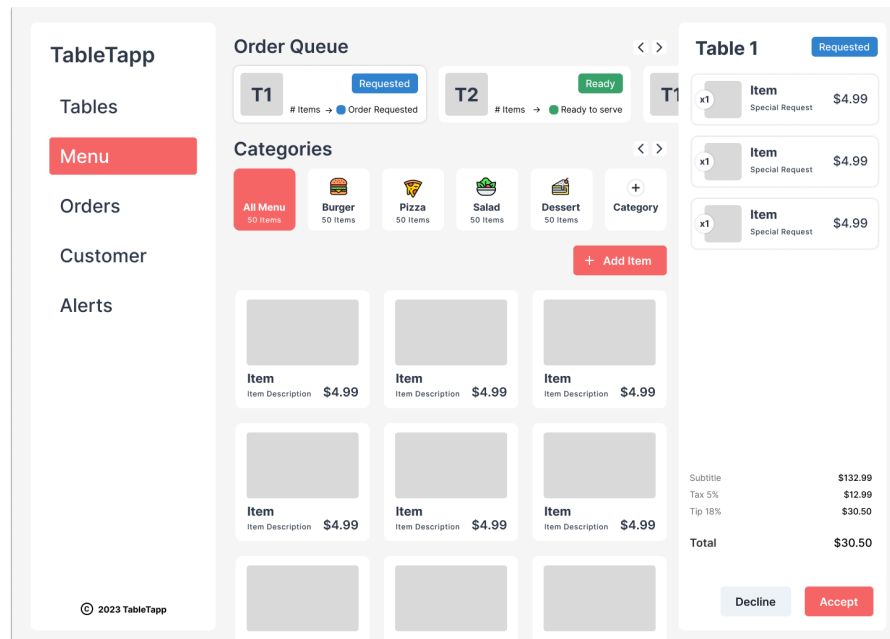 TableTapp
Tables
Menu
Orders
Customer
Alerts
© 2023 TableTapp
Order Queue
< >
T1
Requested
# Items → Order Requested
T2
Ready
# Items → Ready to serve
T1
Categories
< >
All Menu
50 Items
Burger
50 Items
Pizza
50 Items
Salad
50 Items
Dessert
50 Items
+
Category
+ Add Item
Item
Item Description $4.99
Item
Item Description $4.99
Item
Item Description $4.99
Item
Item Description $4.99
Item
Item Description $4.99
Item
Item Description $4.99
Table 1
Requested
x1
Item
Special Request
$4.99
x1
Item
Special Request
$4.99
x1
Item
Special Request
$4.99
Subtitle $132.99
Tax 5% $12.99
Tip 18% $30.50
Total $30.50
Decline
Accept